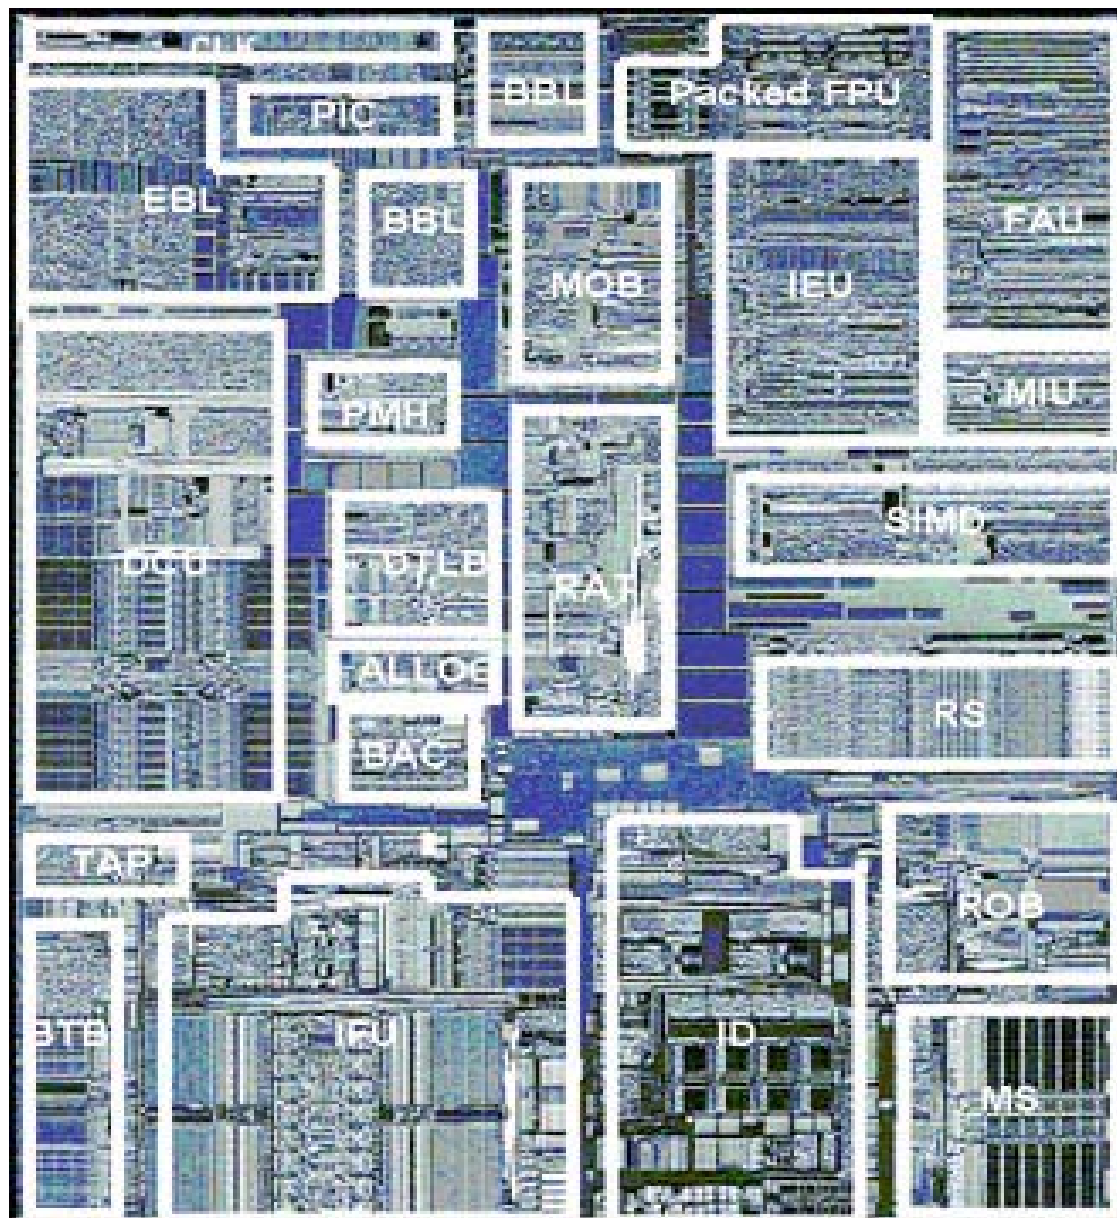 CLK
BBL
Packed FPU
PIC
EBL
BBL
FAU
MOB
IEU
MIU
PMH
SIMD
DTLB
DCU
RAT
ALLOC
RS
BAC
TAP
ROB
BTB
IFU
ID
MS